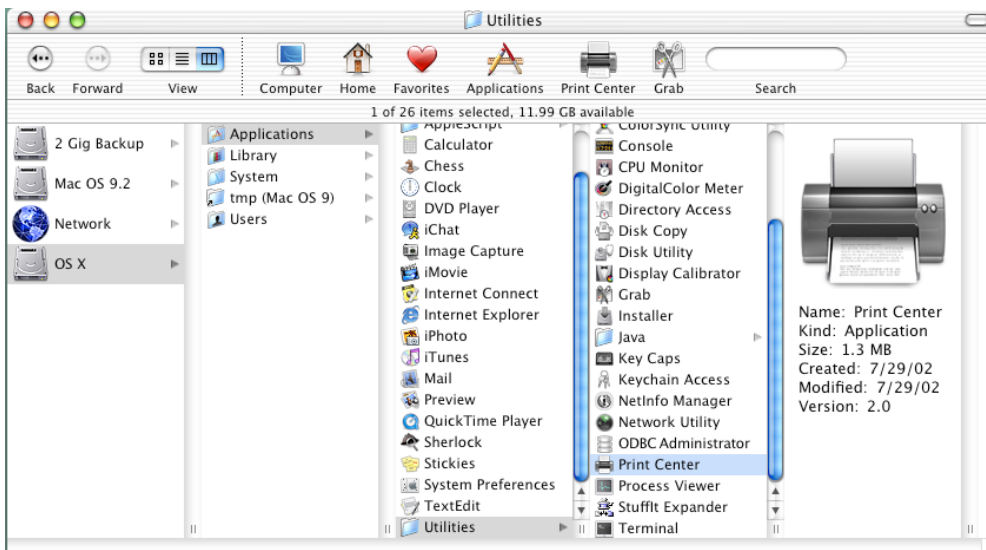 Utilities
Back Forward View Computer Home Favorites Applications Print Center Grab Search
1 of 26 items selected, 11.99 GB available
2 Gig Backup
Mac OS 9.2
Network
OS X
Applications
Library
System
tmp (Mac OS 9)
Users
AppleScript
Calculator
Chess
Clock
DVD Player
iChat
Image Capture
iMovie
Internet Connect
Internet Explorer
iPhoto
iTunes
Mail
Preview
QuickTime Player
Sherlock
Stickies
System Preferences
TextEdit
Utilities
ColorSync Utility
Console
CPU Monitor
DigitalColor Meter
Directory Access
Disk Copy
Disk Utility
Display Calibrator
Grab
Installer
Java
Key Caps
Keychain Access
NetInfo Manager
Network Utility
ODBC Administrator
Print Center
Process Viewer
StuffIt Expander
Terminal
Name: Print Center
Kind: Application
Size: 1.3 MB
Created: 7/29/02
Modified: 7/29/02
Version: 2.0